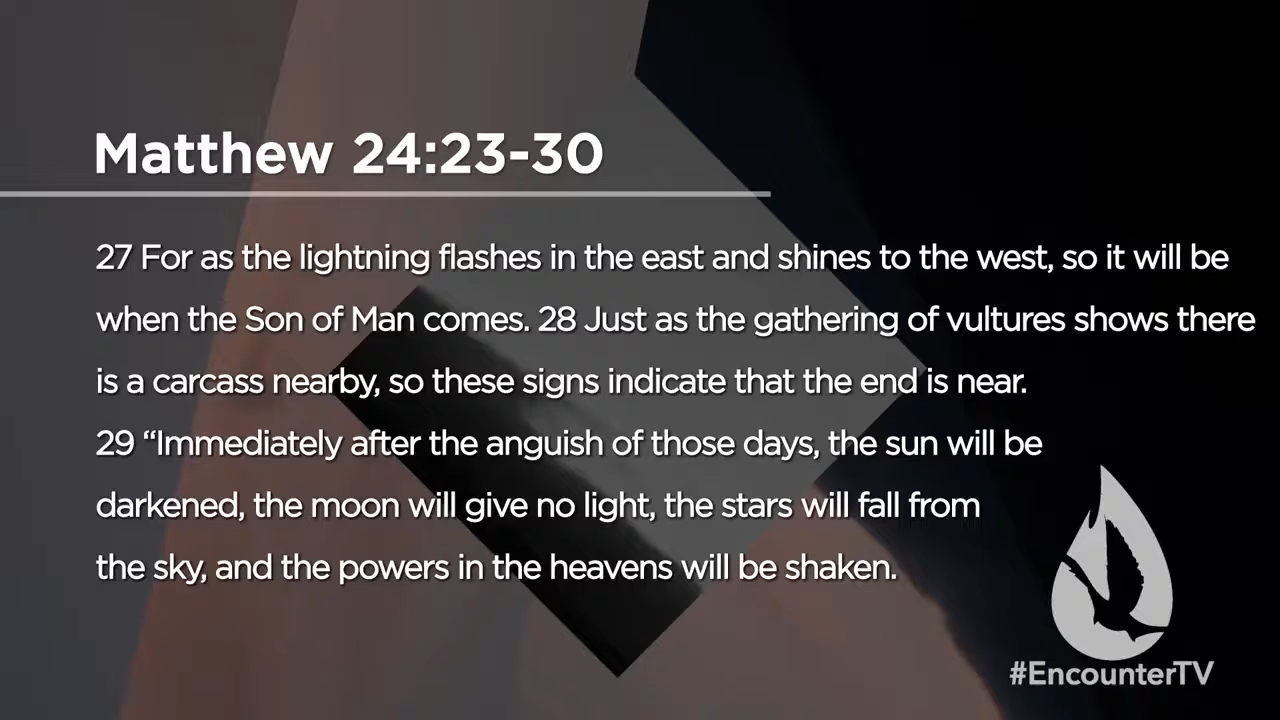 Matthew 24:23-30
27 For as the lightning flashes in the east and shines to the west, so it will be
when the Son of Man comes. 28 Just as the gathering of vultures shows there
is a carcass nearby, so these signs indicate that the end is near.
29 “Immediately after the anguish of those days, the sun will be
darkened, the moon will give no light, the stars will fall from
the sky, and the powers in the heavens will be shaken.
#EncounterTV